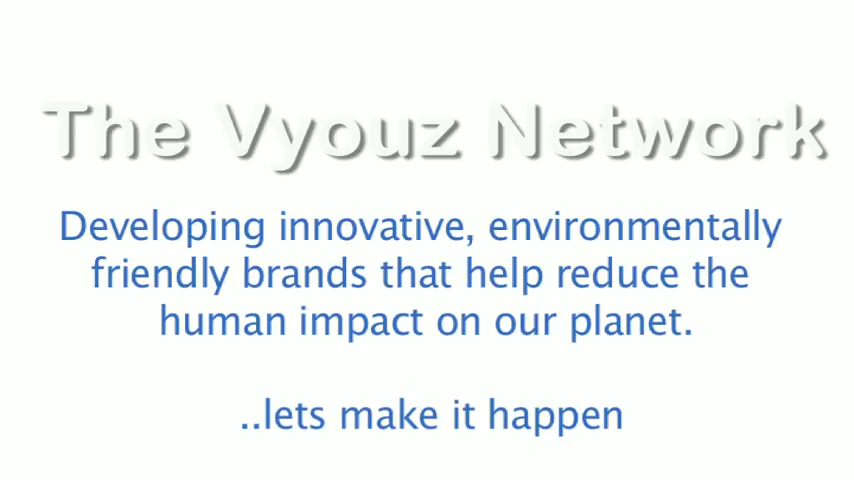 The Vyouz Network
Developing innovative, environmentally
friendly brands that help reduce the
human impact on our planet.
..lets make it happen